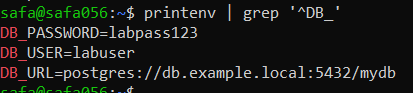 safa@safa056:~$ printenv | grep '^DB_'
DB_PASSWORD=labpass123
DB_USER=labuser
DB_URL=postgres://db.example.local:5432/mydb
safa@safa056:~$